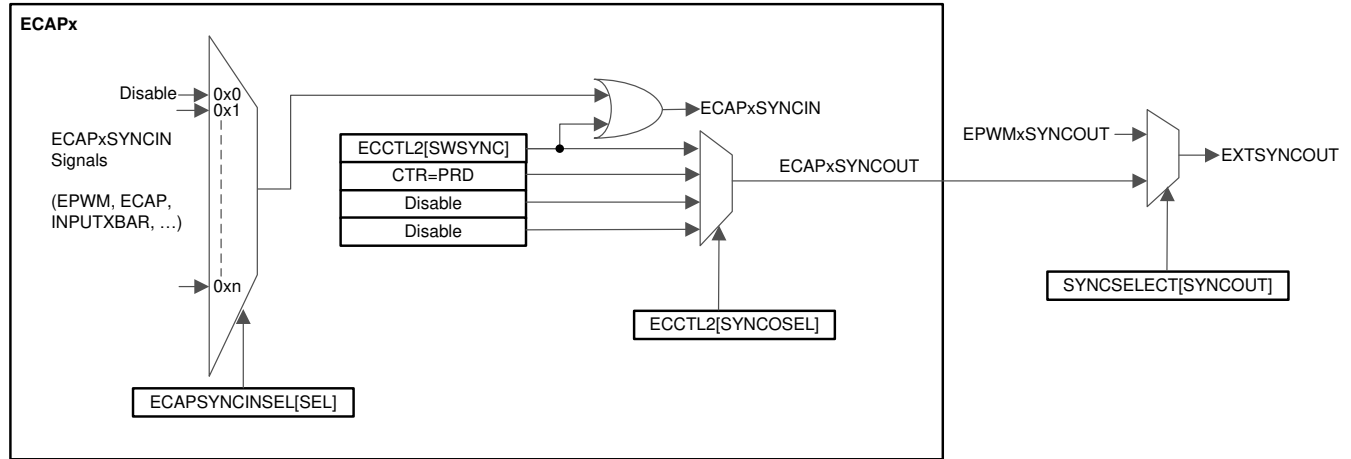 ECAPx
Disable
0x0
0x1
ECAPxSYNCIN
Signals
(EPWM, ECAP,
INPUTXBAR, …)
0xn
ECAPSYNCINSEL[SEL]
ECAPxSYNCIN
ECCTL2[SWSYNC]
CTR=PRD
Disable
Disable
ECAPxSYNCOUT
ECCTL2[SYNCOSEL]
EPWMxSYNCOUT
EXTSYNCOUT
SYNCSELECT[SYNCOUT]